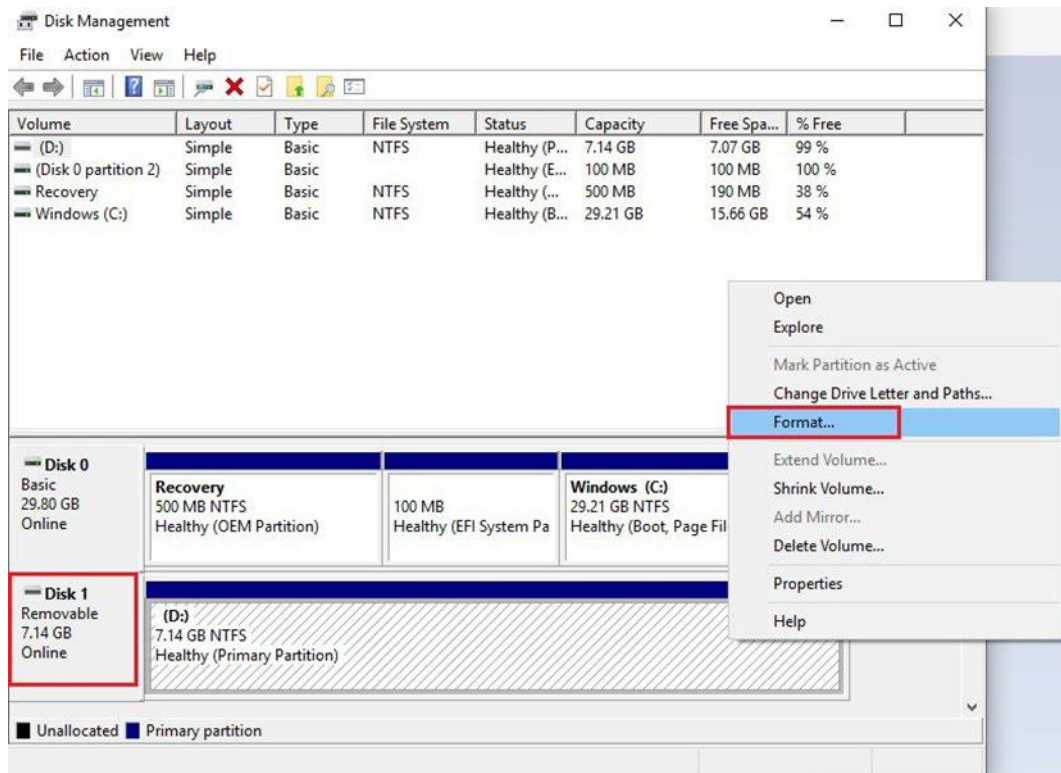 Disk Management
File Action View Help
Volume Layout Type File System Status Capacity Free Spa... % Free
(D:) Simple Basic NTFS Healthy (P... 7.14 GB 7.07 GB 99 %
(Disk 0 partition 2) Simple Basic Healthy (E... 100 MB 100 MB 100 %
Recovery Simple Basic NTFS Healthy (... 500 MB 190 MB 38 %
Windows (C:) Simple Basic NTFS Healthy (B... 29.21 GB 15.66 GB 54 %
Open
Explore
Mark Partition as Active
Change Drive Letter and Paths...
Format...
Extend Volume...
Shrink Volume...
Add Mirror...
Delete Volume...
Properties
Help
Disk 0
Basic
29.80 GB
Online
Recovery
500 MB NTFS
Healthy (OEM Partition)
100 MB
Healthy (EFI System Pa
Windows (C:)
29.21 GB NTFS
Healthy (Boot, Page Fil
Disk 1
Removable
7.14 GB
Online
(D:)
7.14 GB NTFS
Healthy (Primary Partition)
Unallocated Primary partition